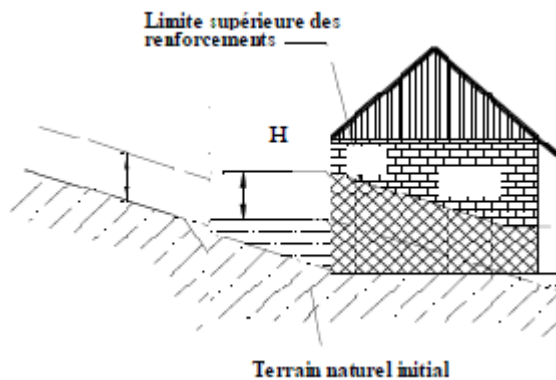 Limite supérieure des
renforcements
H
Terrain naturel initial